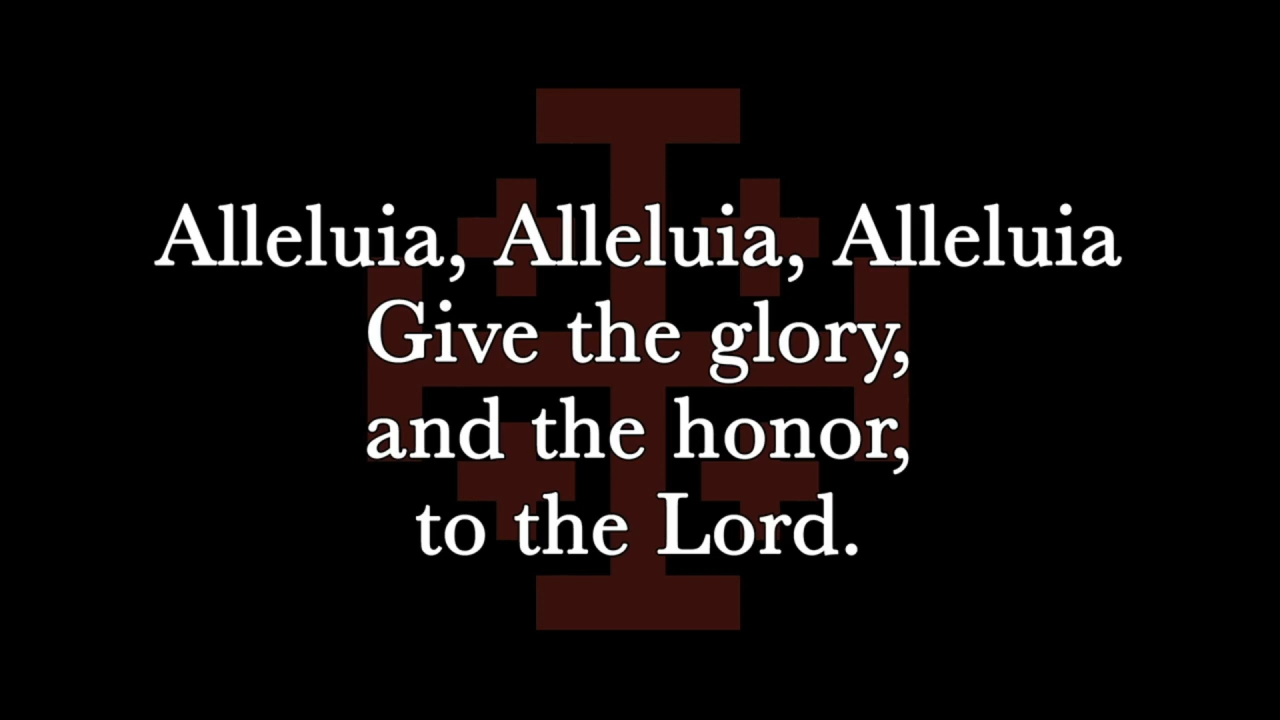 Alleluia, Alleluia, Alleluia
Give the glory,
and the honor,
to the Lord.